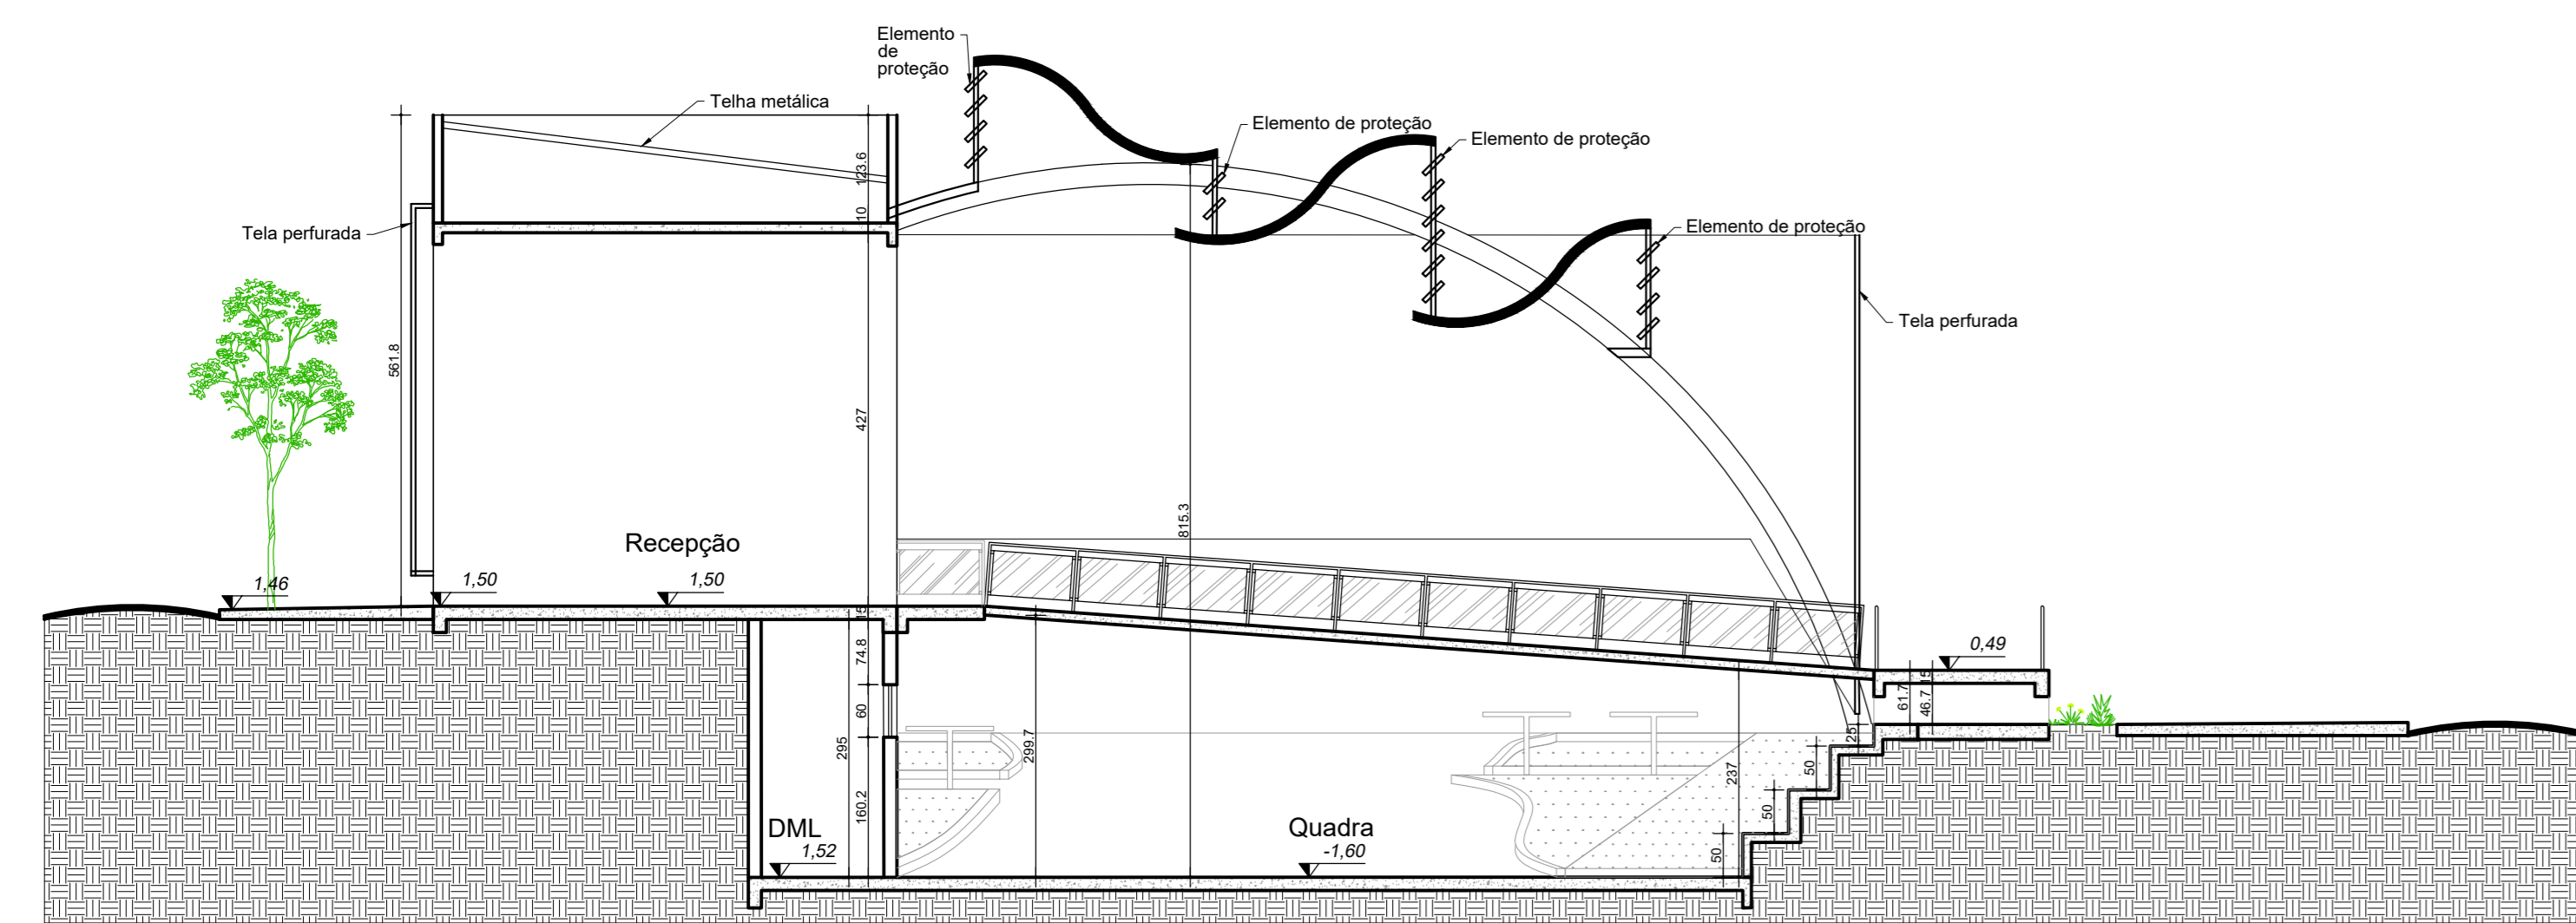 Elemento
de
proteção
Telha metálica
Elemento de proteção
Elemento de proteção
123.6
10
Tela perfurada
Elemento de proteção
Tela perfurada
561.8
427
815.3
Recepção
1,46
1,50
1,50
15
74.8
0,49
61.7
46.7
15
60
295
299.7
25
237
50
160.2
50
DML
1,52
Quadra
-1,60
50